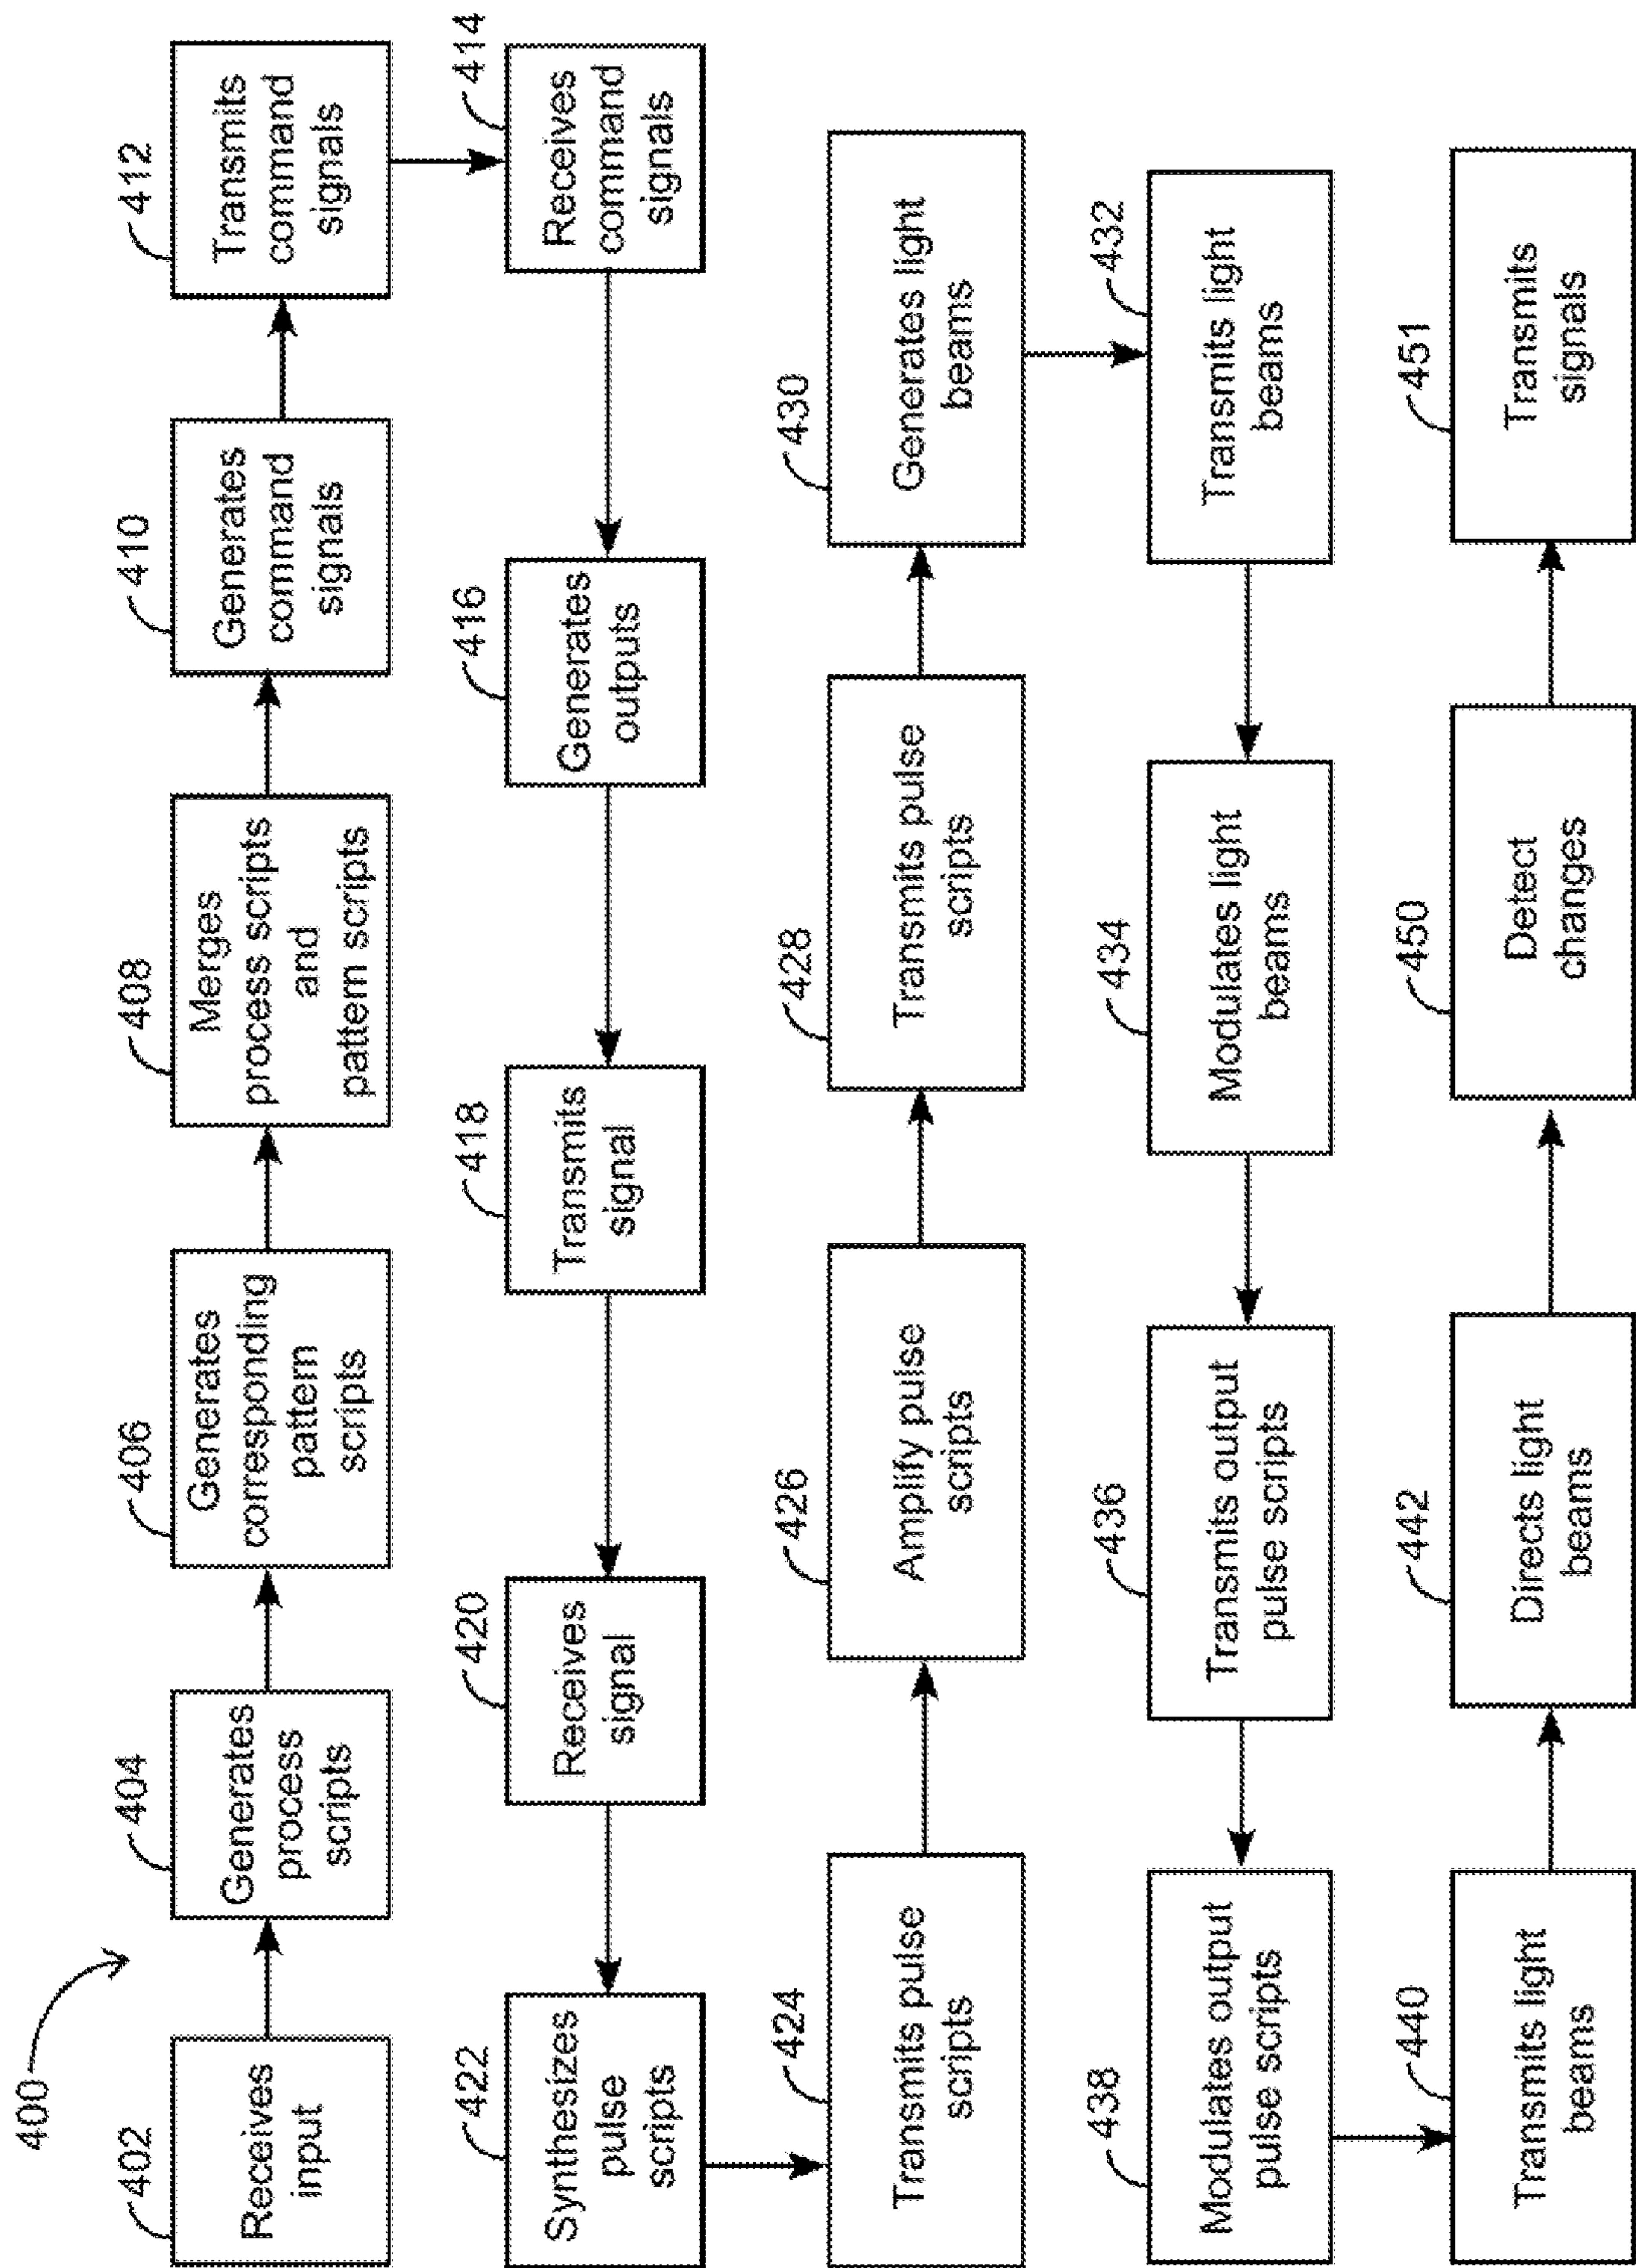 400
402
Receives
input
404
Generates
process
scripts
406
Generates
corresponding
pattern
scripts
408
Merges
process scripts
and
pattern scripts
410
Generates
command
signals
412
Transmits
command
signals
414
Receives
command
signals
416
Generates
outputs
418
Transmits
signal
420
Receives
signal
422
Synthesizes
pulse
scripts
424
Transmits pulse
scripts
426
Amplify pulse
scripts
428
Transmits pulse
scripts
430
Generates light
beams
432
Transmits light
beams
434
Modulates light
beams
436
Transmits output
pulse scripts
438
Modulates output
pulse scripts
440
Transmits light
beams
442
Directs light
beams
450
Detect
changes
451
Transmits
signals